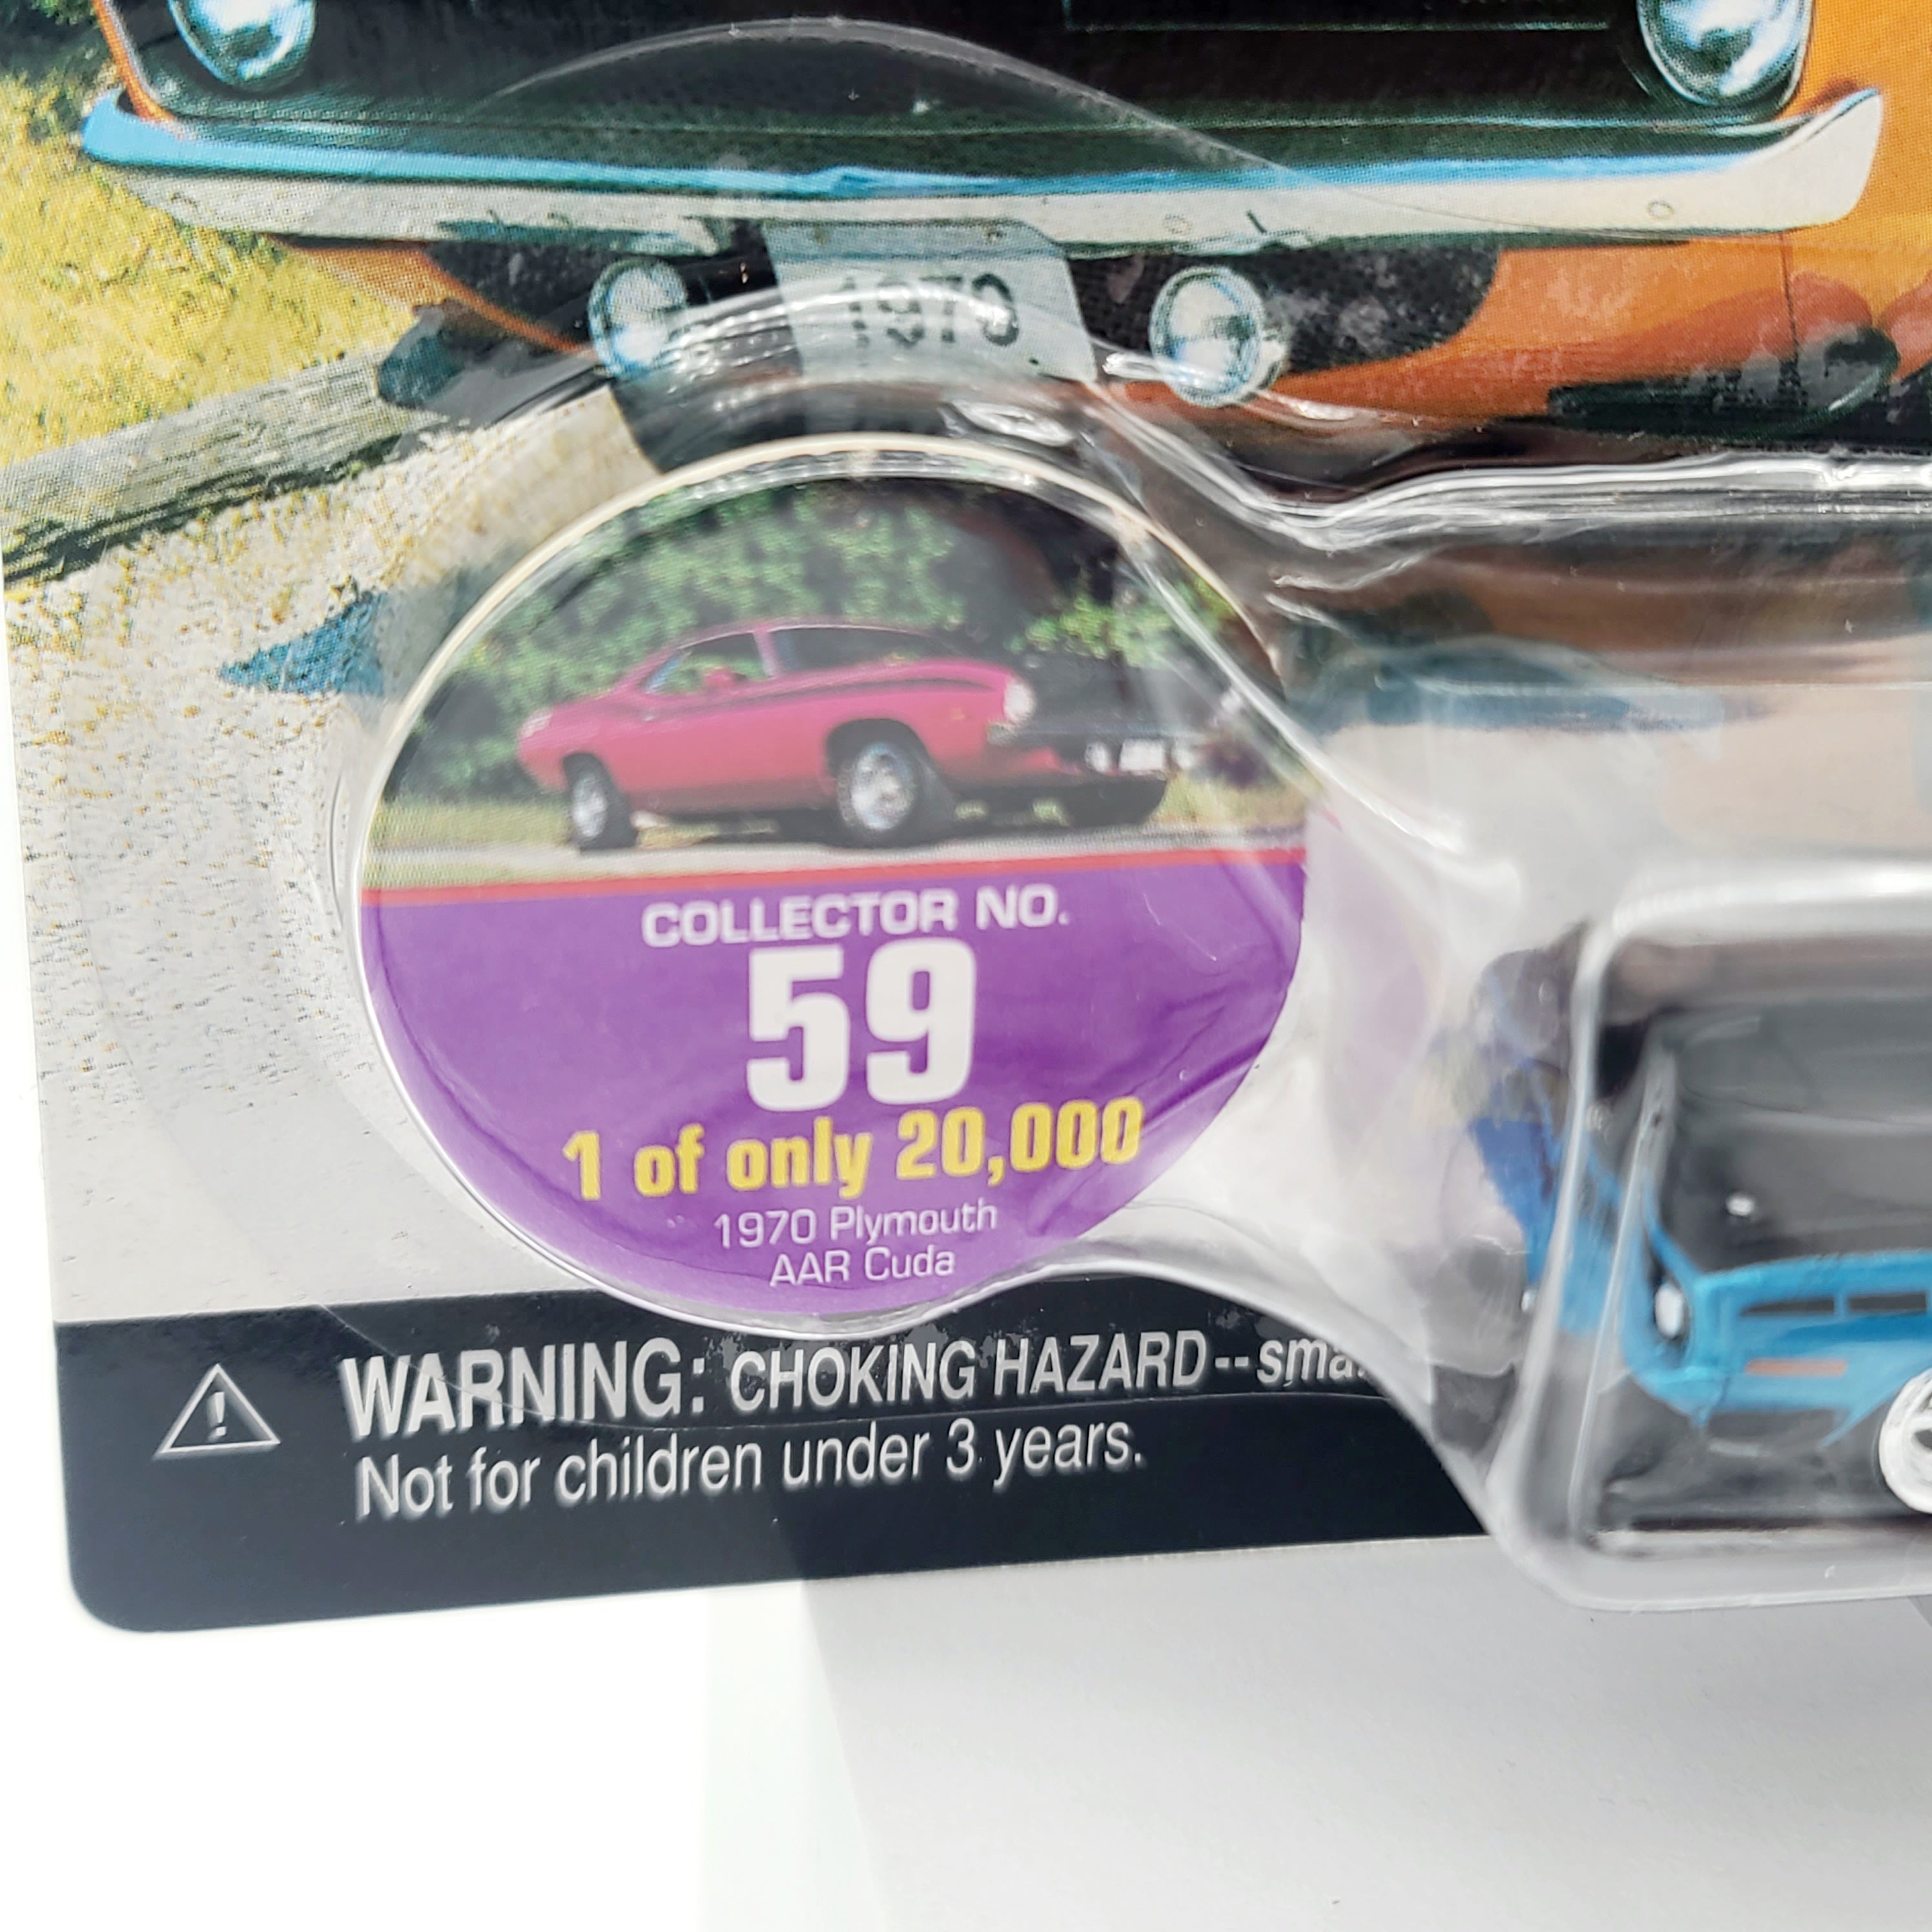 1970
COLLECTOR NO.
59
1 of only 20,000
1970 Plymouth
AAR Cuda
WARNING: CHOKING HAZARD--
Not for children under 3 years.